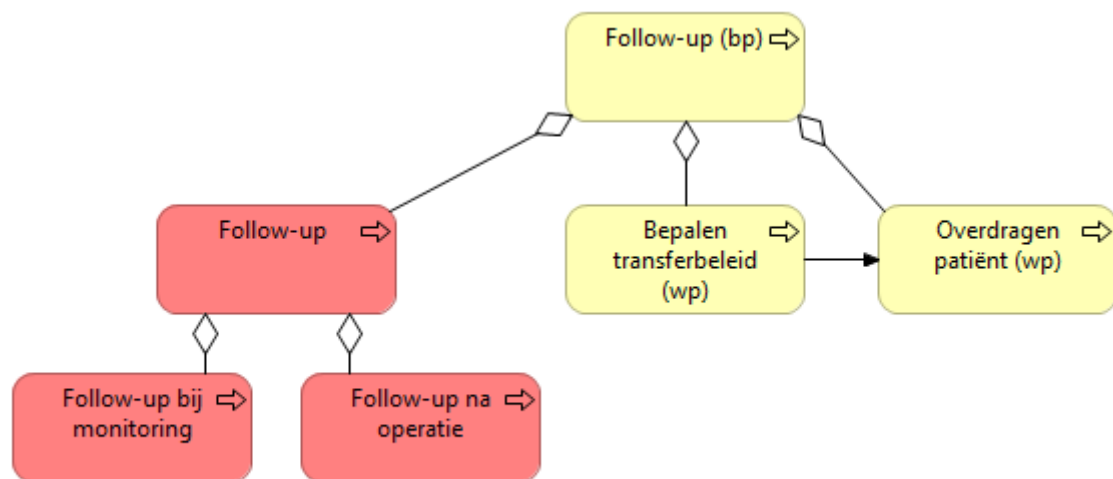 Follow-up (bp)
Follow-up
Bepalen
transferbeleid
(wp)
Overdragen
patiënt (wp)
Follow-up bij
monitoring
Follow-up na
operatie